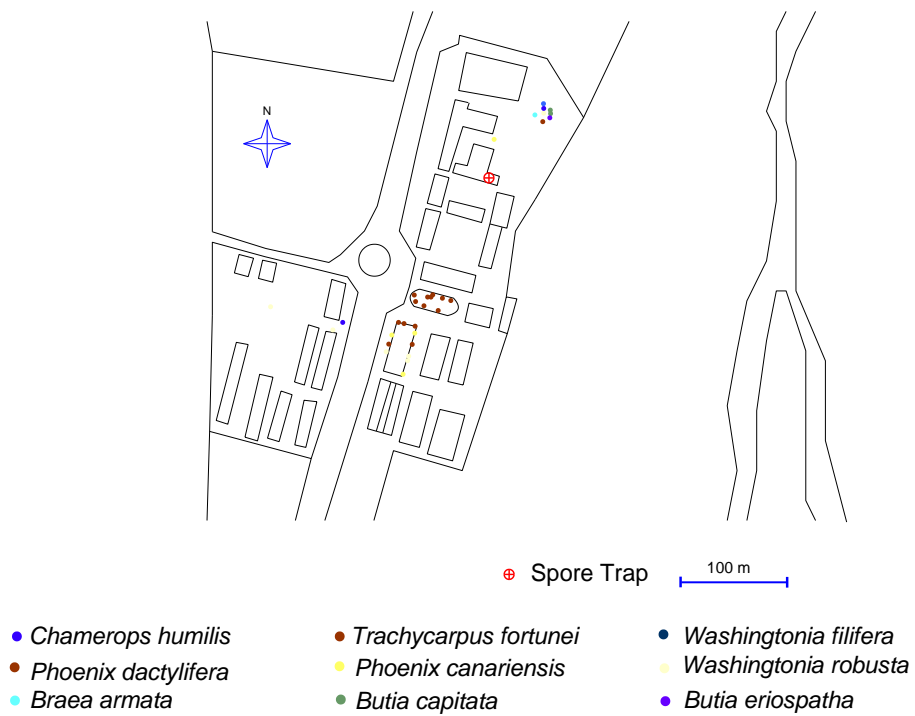 N
Spore Trap
100 m
Chamerops humilis
Trachycarpus fortunei
Washingtonia filifera
Phoenix dactylifera
Phoenix canariensis
Washingtonia robusta
Braea armata
Butia capitata
Butia eriospatha